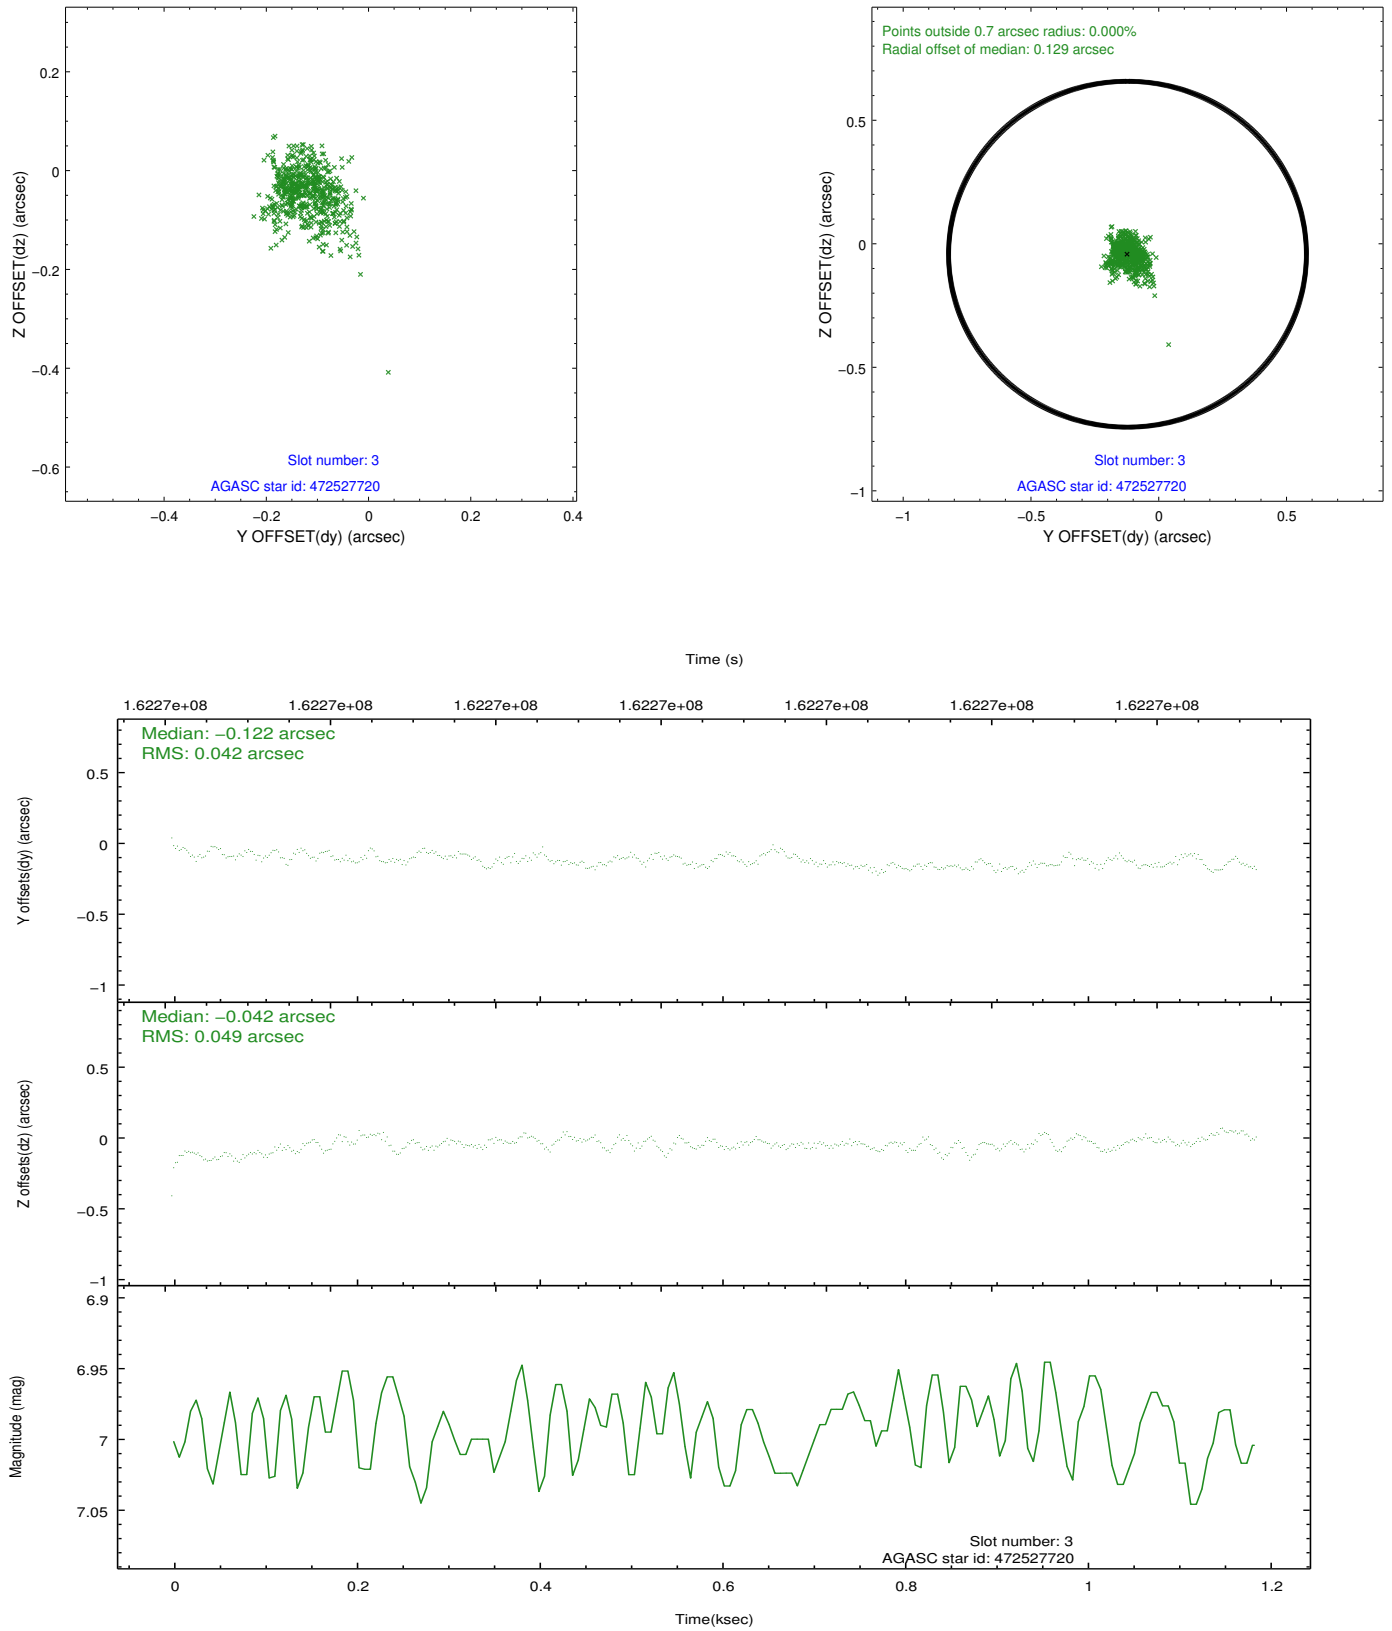 0.2
0
−0.2
−0.4
−0.6
Z OFFSET(dz) (arcsec)
−0.4
−0.2
0
0.2
0.4
Y OFFSET(dy) (arcsec)
Slot number: 3
AGASC star id: 472527720
Points outside 0.7 arcsec radius: 0.000%
Radial offset of median: 0.129 arcsec
0.5
0
−0.5
−1
Z OFFSET(dz) (arcsec)
−1
−0.5
0
0.5
Y OFFSET(dy) (arcsec)
Slot number: 3
AGASC star id: 472527720
Time (s)
1.6227e+08
1.6227e+08
1.6227e+08
1.6227e+08
1.6227e+08
1.6227e+08
1.6227e+08
Median: −0.122 arcsec
RMS: 0.042 arcsec
0.5
0
−0.5
−1
Y offsets(dy) (arcsec)
Median: −0.042 arcsec
RMS: 0.049 arcsec
0.5
0
−0.5
−1
Z offsets(dz) (arcsec)
6.9
6.95
7
7.05
Magnitude (mag)
Slot number: 3
AGASC star id: 472527720
0
0.2
0.4
0.6
0.8
1
1.2
Time(ksec)